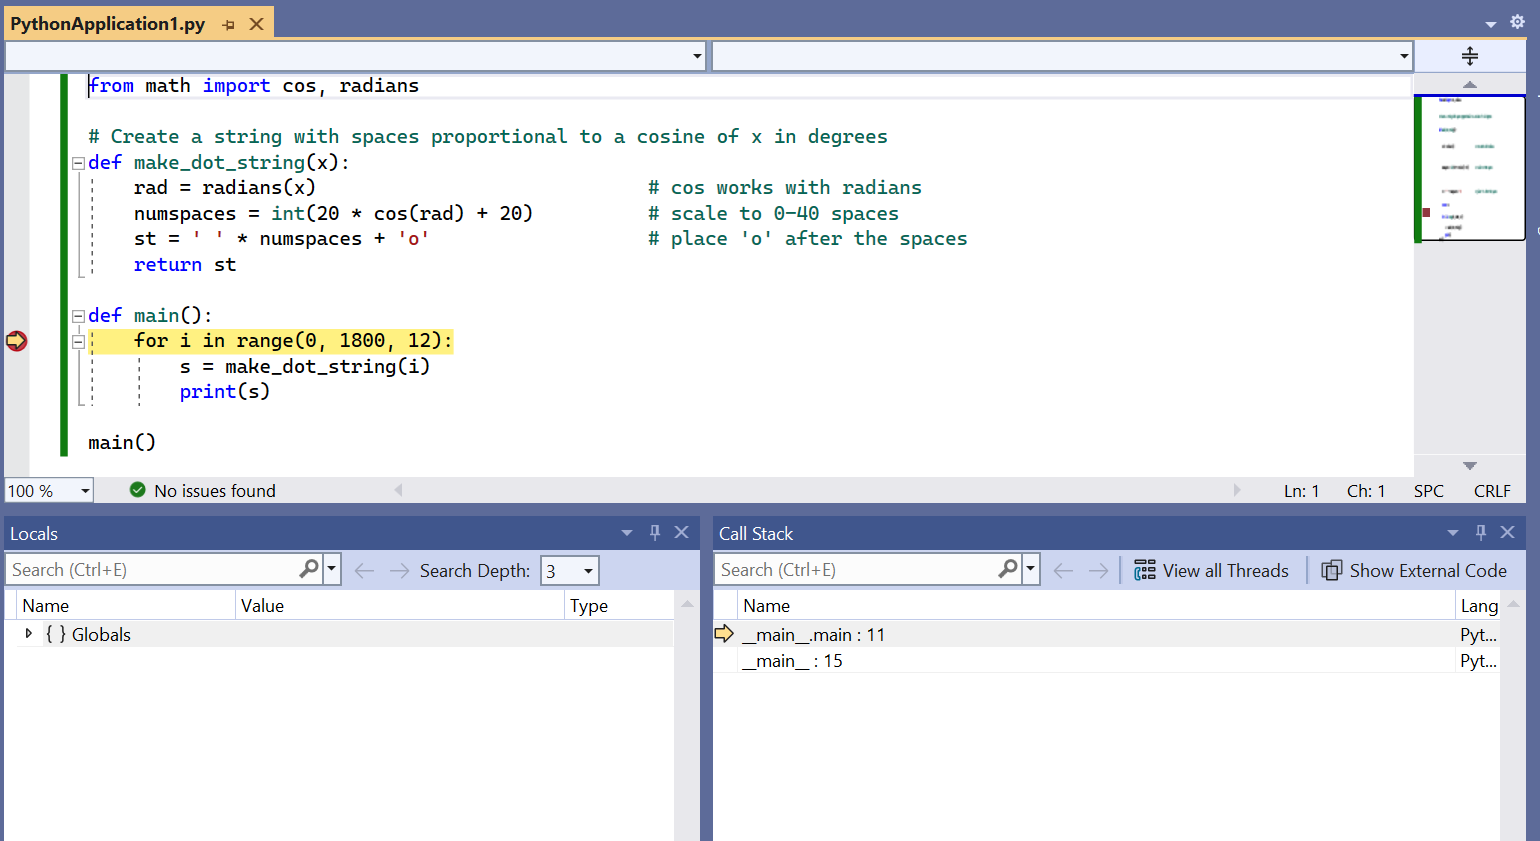 PythonApplication1.py
from math import cos, radians
# Create a string with spaces proportional to a cosine of x in degrees
def make_dot_string(x):
    rad = radians(x)                             # cos works with radians
    numspaces = int(20 * cos(rad) + 20)          # scale to 0-40 spaces
    st = ' ' * numspaces + 'o'                   # place 'o' after the spaces
    return st
def main():
    for i in range(0, 1800, 12):
        s = make_dot_string(i)
        print(s)
main()
100 % No issues found Ln: 1 Ch: 1 SPC CRLF
Locals
Search (Ctrl+E) Search Depth: 3
Name Value Type
{ } Globals
Call Stack
Search (Ctrl+E) View all Threads Show External Code
Name Lang
__main__.main : 11 Pyt...
__main__ : 15 Pyt...